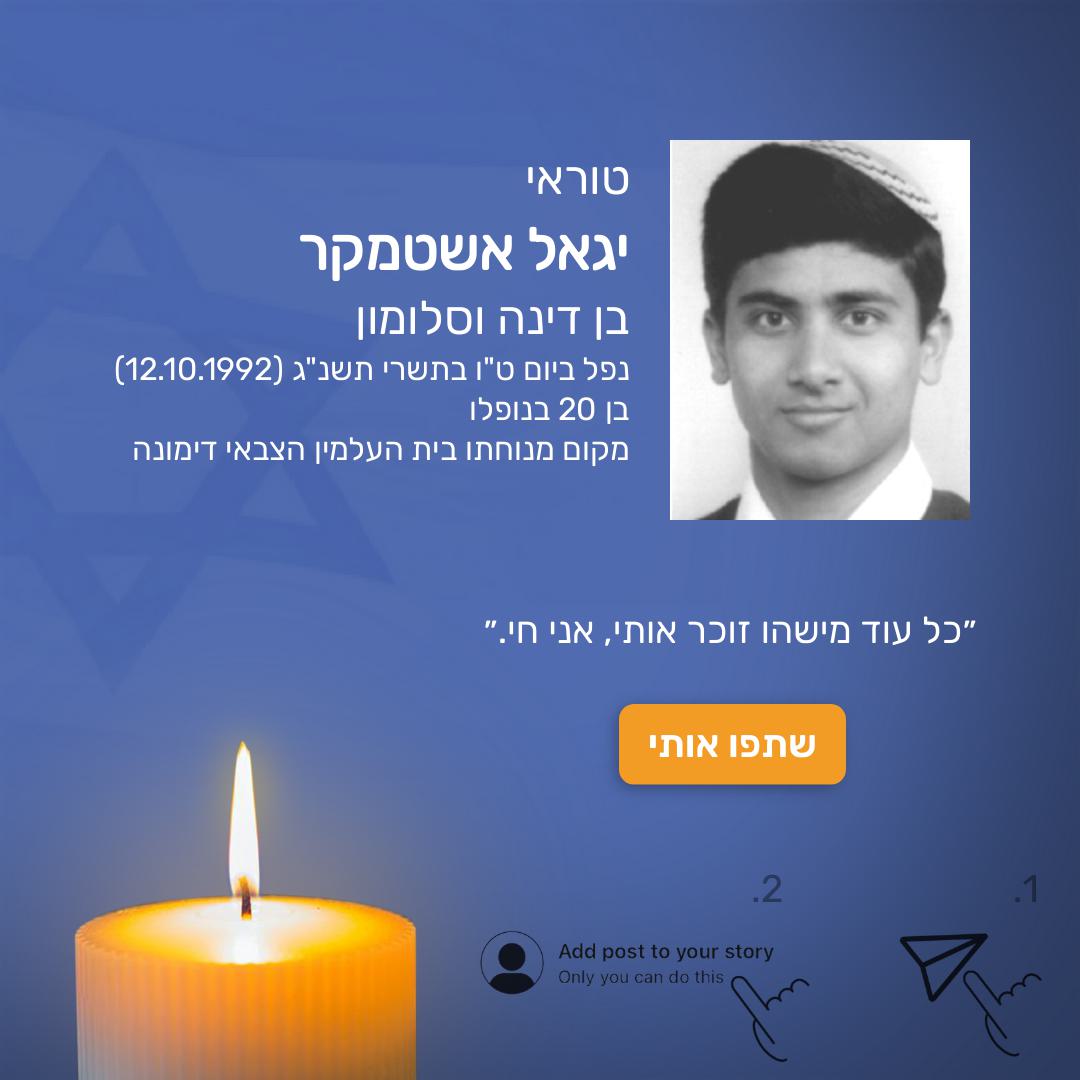 טוראי
יגאל אשטמקר
בן דינה וסלומון
נפל ביום ט"ו בתשרי תשנ"ג (12.10.1992)
בן 20 בנופלו
מקום מנוחתו בית העלמין הצבאי דימונה
״כל עוד מישהו זוכר אותי, אני חי.״
שתפו אותי
1.
2.
Add post to your story
Only you can do this